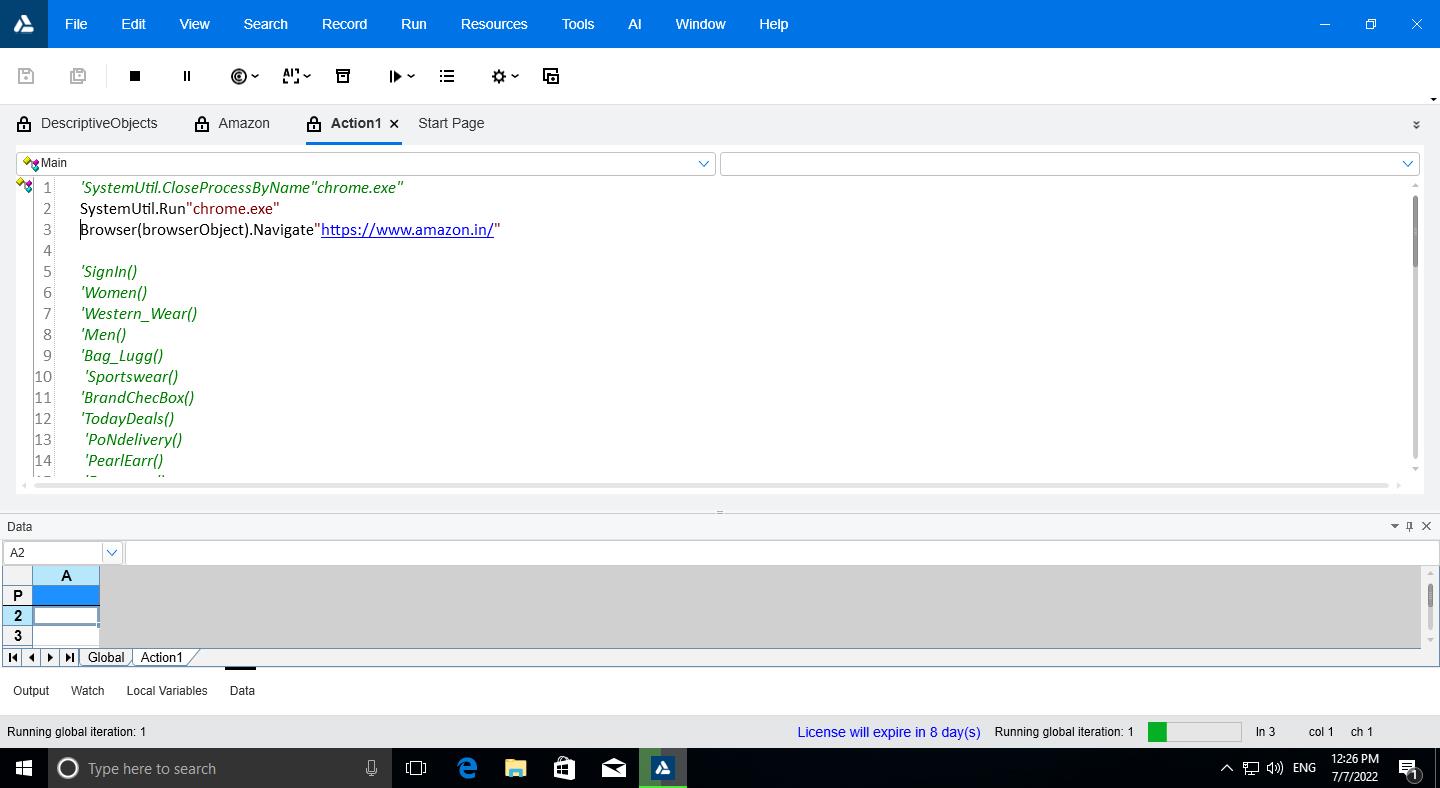 File Edit View Search Record Run Resources Tools AI Window Help
DescriptiveObjects Amazon Action1 Start Page
Main
1 'SystemUtil.CloseProcessByName"chrome.exe"
2 SystemUtil.Run"chrome.exe"
3 Browser(browserObject).Navigate"https://www.amazon.in/"
4
5 'SignIn()
6 'Women()
7 'Western_Wear()
8 'Men()
9 'Bag_Lugg()
10 'Sportswear()
11 'BrandChecBox()
12 'TodayDeals()
13 'PoNdelivery()
14 'PearlEarr()
Data
A2
A
P
2
3
Global Action1
Output Watch Local Variables Data
Running global iteration: 1 License will expire in 8 day(s) Running global iteration: 1 ln 3 col 1 ch 1
Type here to search ENG 12:26 PM
7/7/2022 1